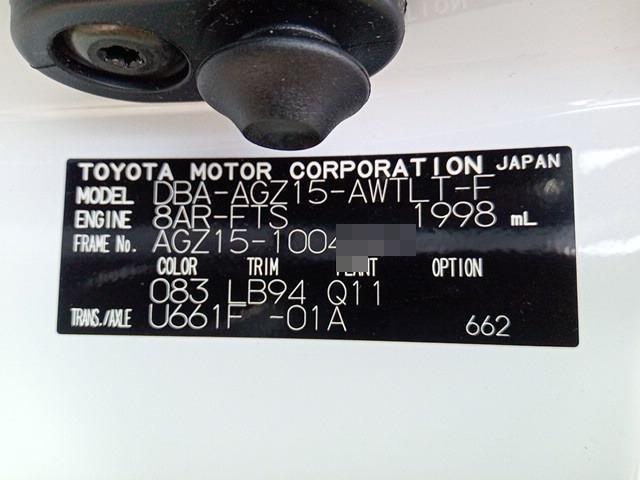 TOYOTA MOTOR CORPORATION JAPAN
MODEL DBA-AGZ15-AWTLT-F
ENGINE 8AR-FTS 1998 mL
FRAME No. AGZ15-1004
COLOR TRIM PLANT OPTION
083 LB94 Q11
TRANS./AXLE U661F -01A 662